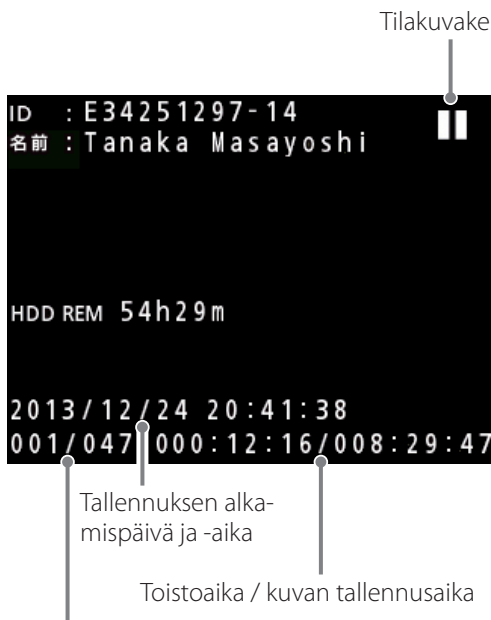 Tilakuvake
ID : E34251297-14
名前 : Tanaka Masayoshi
HDD REM 54h29m
2013/12/24 20:41:38
001/047 000:12:16/008:29:47
Tallennuksen alka-
mispäivä ja -aika
Toistoaika / kuvan tallennusaika